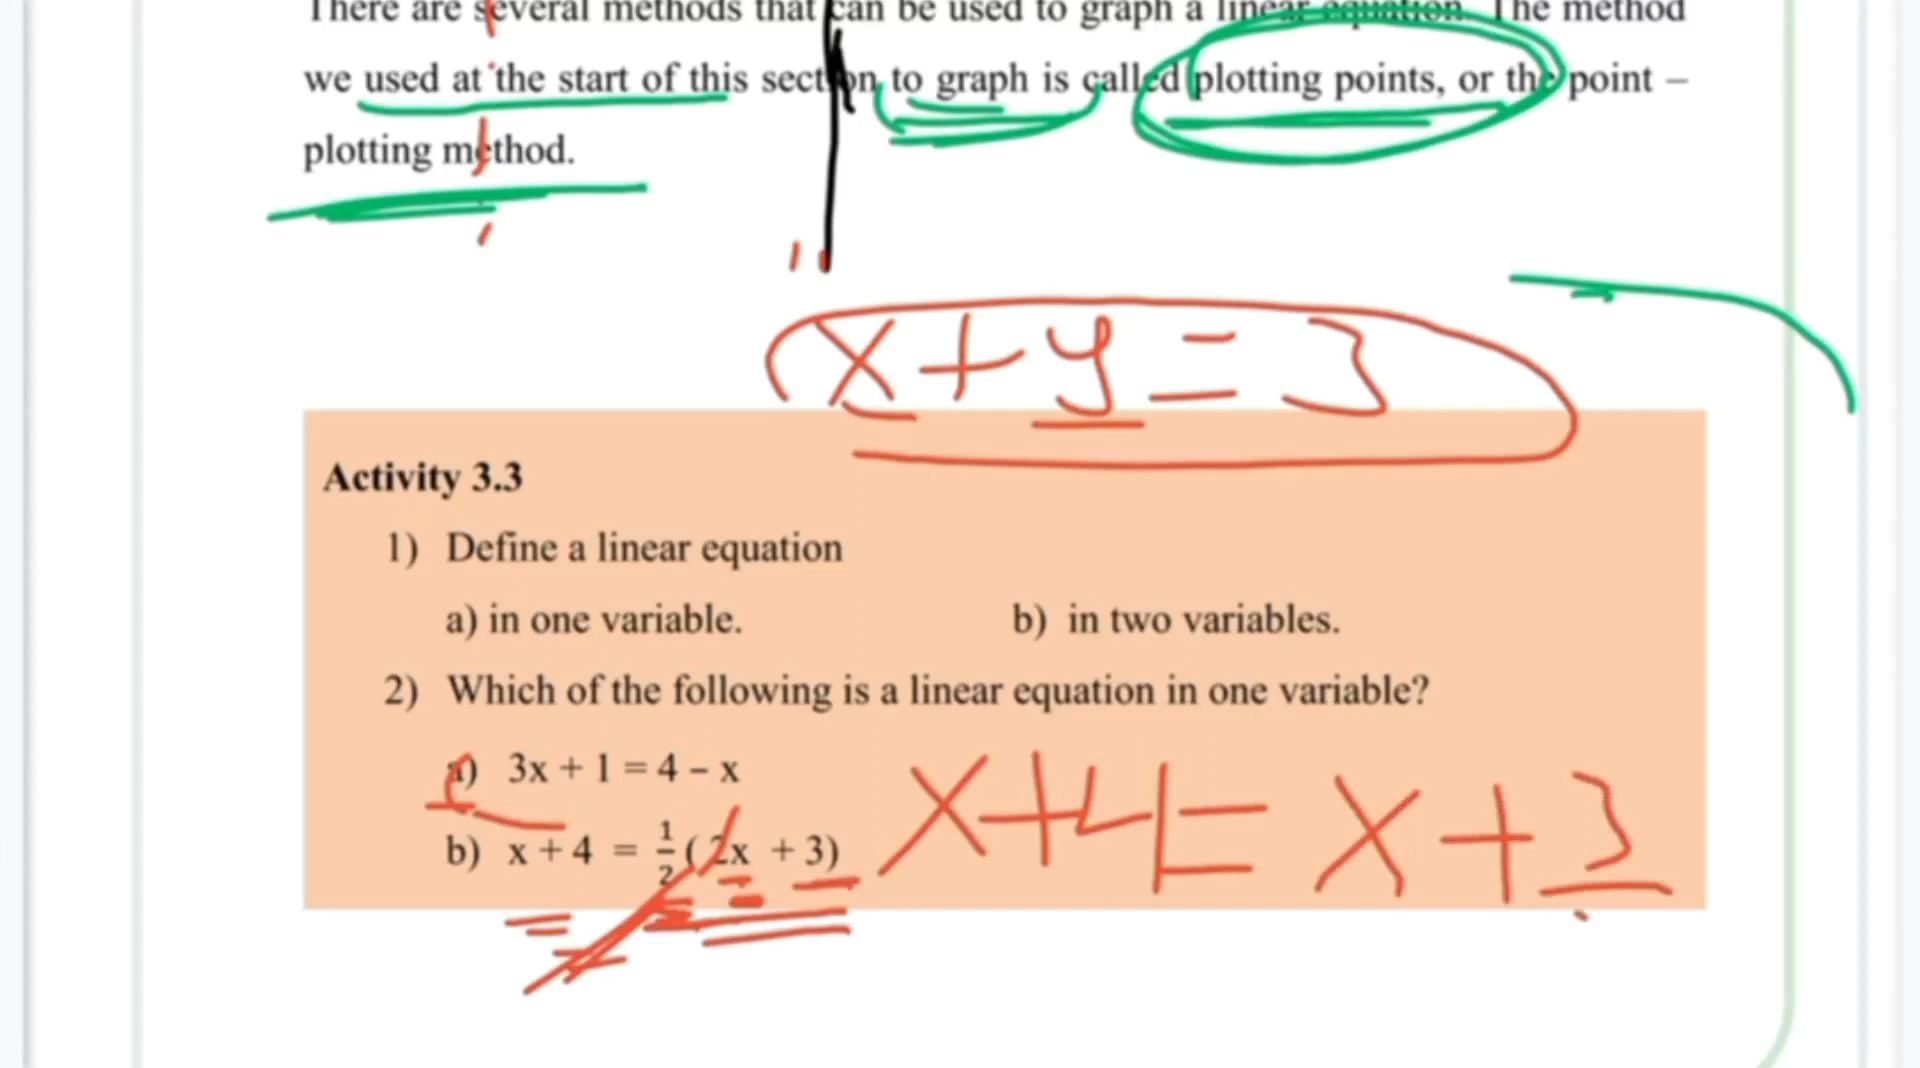 There are several methods that can be used to graph a linear equation. The method
we used at the start of this section to graph is called plotting points, or the point –
plotting method.
x + y = 3
Activity 3.3
1) Define a linear equation
a) in one variable. b) in two variables.
2) Which of the following is a linear equation in one variable?
a) 3x + 1 = 4 – x
b) x + 4 = 1/2 ( 2x + 3) x + 4 = x + 3